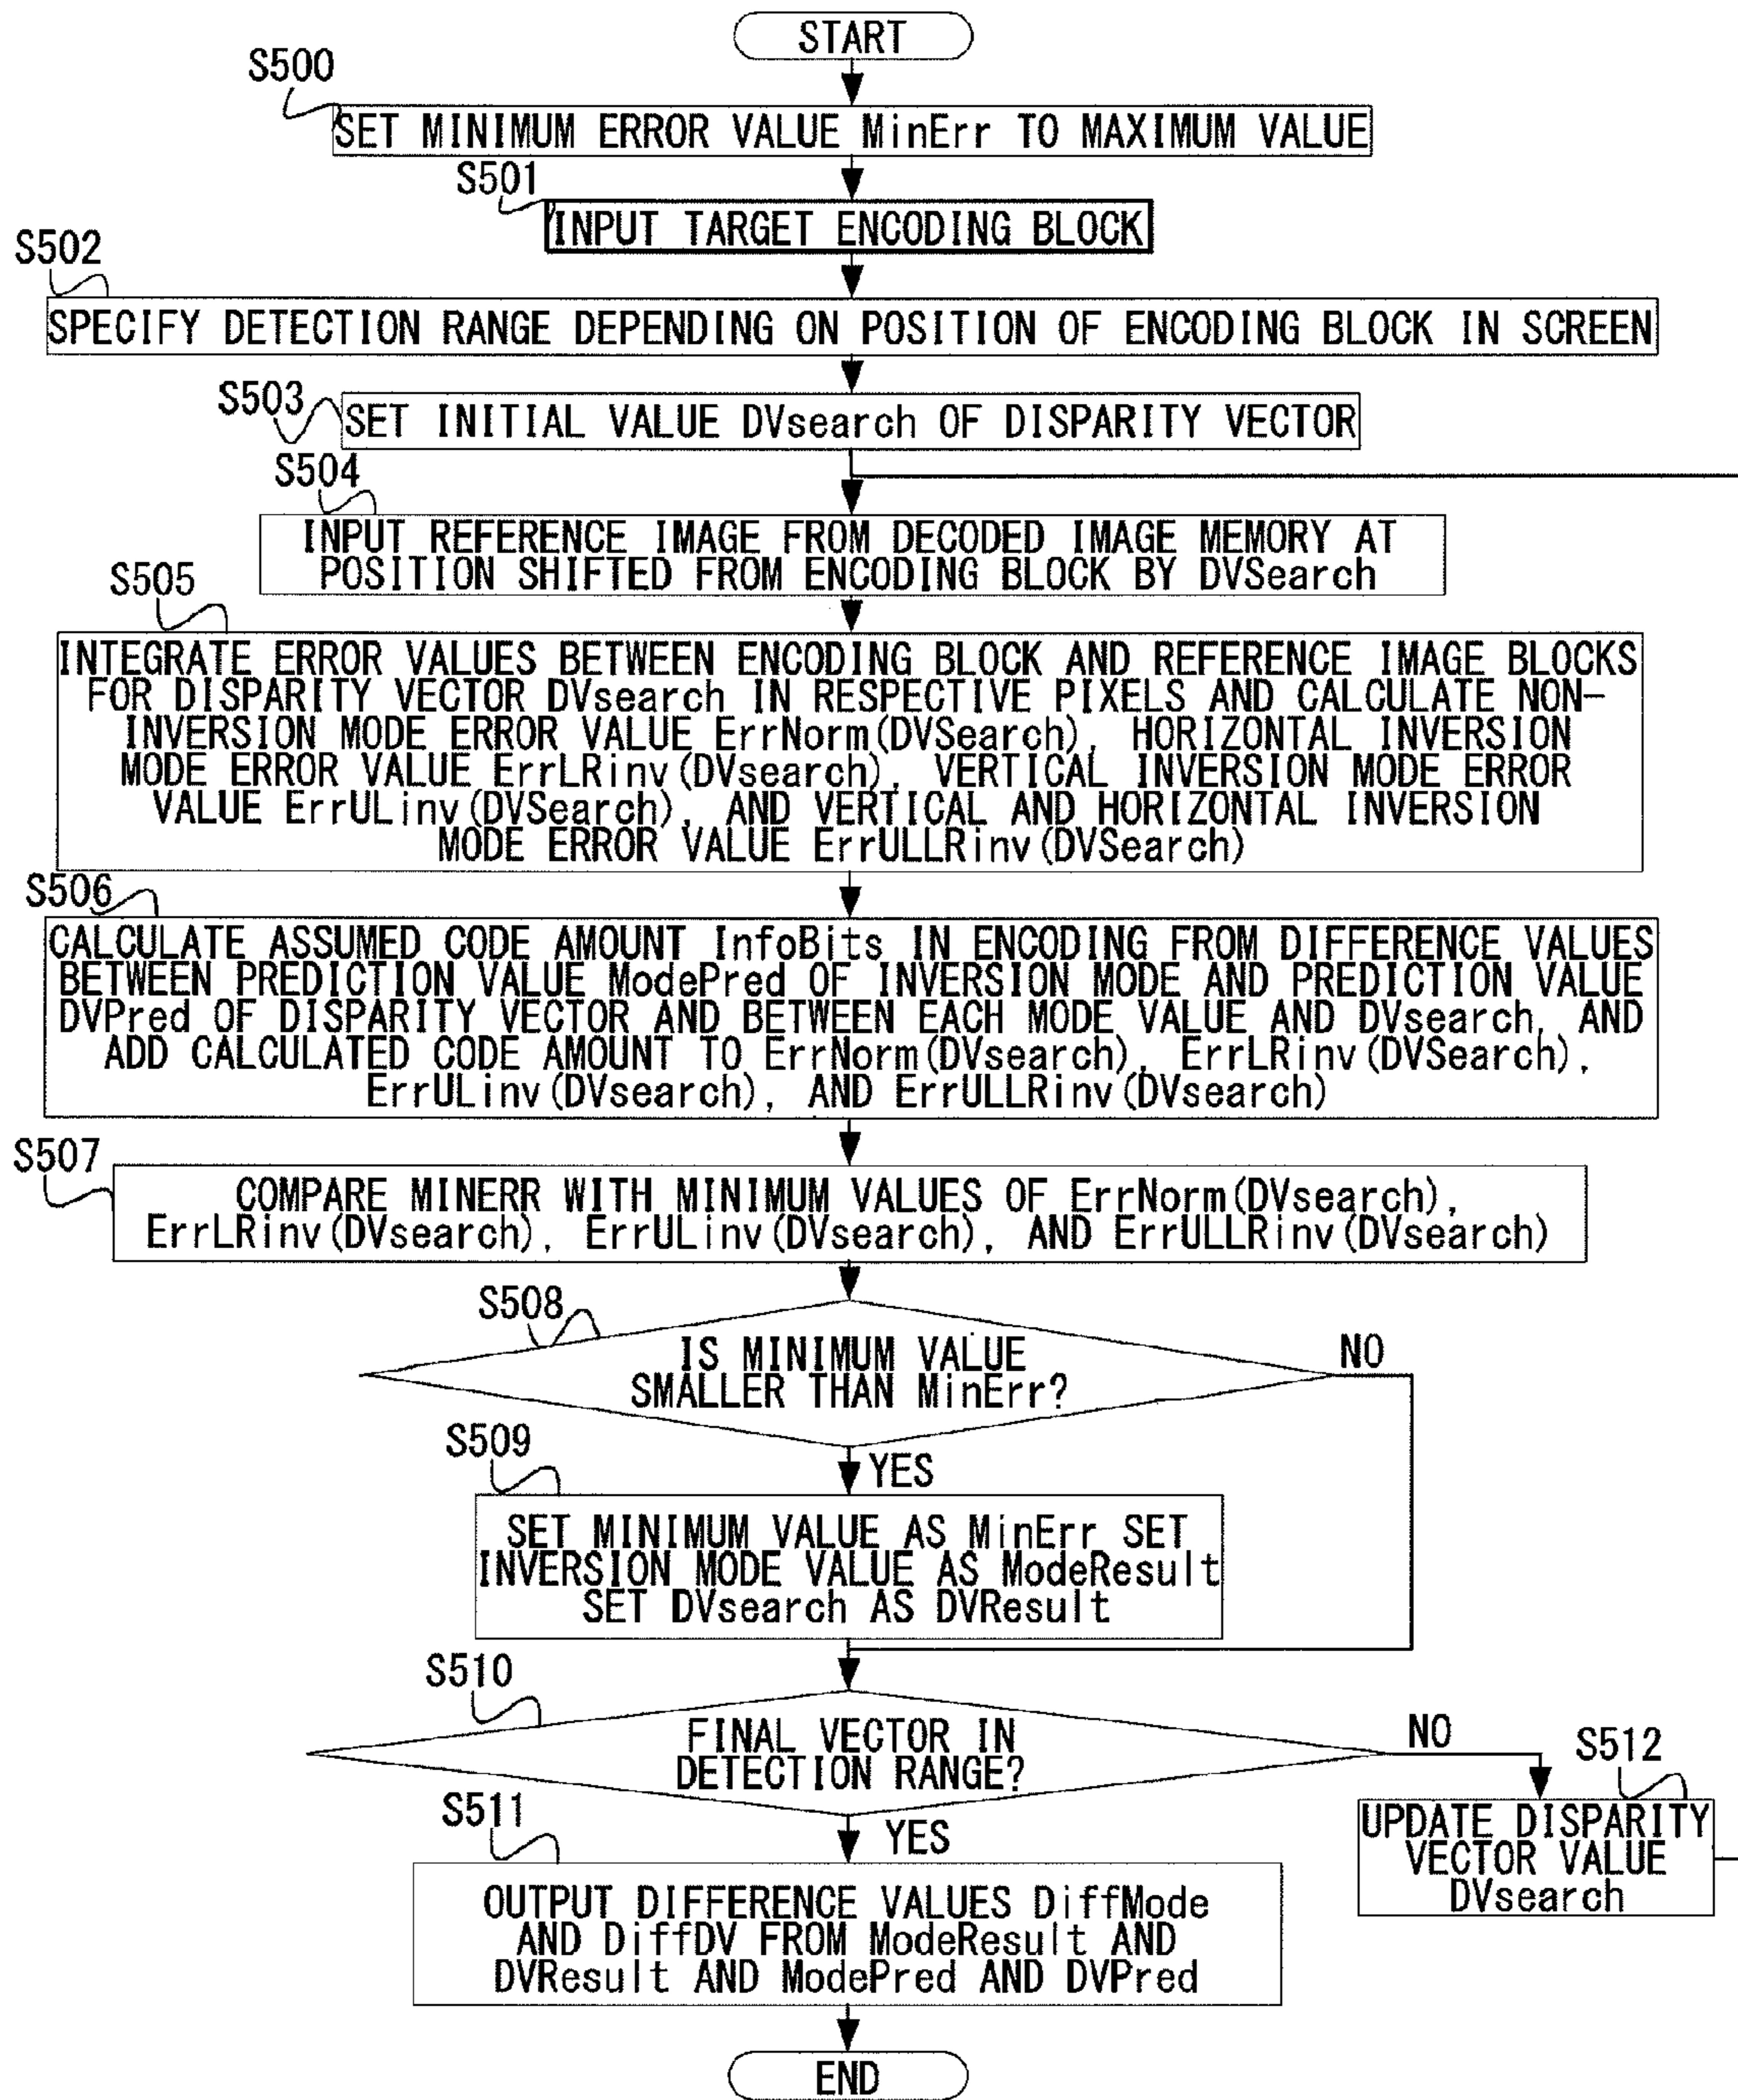 START
S500
SET MINIMUM ERROR VALUE MinErr TO MAXIMUM VALUE
S501
INPUT TARGET ENCODING BLOCK
S502
SPECIFY DETECTION RANGE DEPENDING ON POSITION OF ENCODING BLOCK IN SCREEN
S503
SET INITIAL VALUE DVsearch OF DISPARITY VECTOR
S504
INPUT REFERENCE IMAGE FROM DECODED IMAGE MEMORY AT
POSITION SHIFTED FROM ENCODING BLOCK BY DVSearch
S505
INTEGRATE ERROR VALUES BETWEEN ENCODING BLOCK AND REFERENCE IMAGE BLOCKS
FOR DISPARITY VECTOR DVsearch IN RESPECTIVE PIXELS AND CALCULATE NON-
INVERSION MODE ERROR VALUE ErrNorm(DVSearch), HORIZONTAL INVERSION
MODE ERROR VALUE ErrLRinv(DVsearch), VERTICAL INVERSION MODE ERROR
VALUE ErrULinv(DVSearch), AND VERTICAL AND HORIZONTAL INVERSION
MODE ERROR VALUE ErrULLRinv(DVSearch)
S506
CALCULATE ASSUMED CODE AMOUNT InfoBits IN ENCODING FROM DIFFERENCE VALUES
BETWEEN PREDICTION VALUE ModePred OF INVERSION MODE AND PREDICTION VALUE
DVPred OF DISPARITY VECTOR AND BETWEEN EACH MODE VALUE AND DVsearch, AND
ADD CALCULATED CODE AMOUNT TO ErrNorm(DVsearch), ErrLRinv(DVSearch),
ErrULinv(DVsearch), AND ErrULLRinv(DVsearch)
S507
COMPARE MINERR WITH MINIMUM VALUES OF ErrNorm(DVsearch),
ErrLRinv(DVsearch), ErrULinv(DVsearch), AND ErrULLRinv(DVsearch)
S508
IS MINIMUM VALUE
SMALLER THAN MinErr?
NO
S509
YES
SET MINIMUM VALUE AS MinErr SET
INVERSION MODE VALUE AS ModeResult
SET DVsearch AS DVResult
S510
FINAL VECTOR IN
DETECTION RANGE?
NO
S512
UPDATE DISPARITY
VECTOR VALUE
DVsearch
S511
YES
OUTPUT DIFFERENCE VALUES DiffMode
AND DiffDV FROM ModeResult AND
DVResult AND ModePred AND DVPred
END